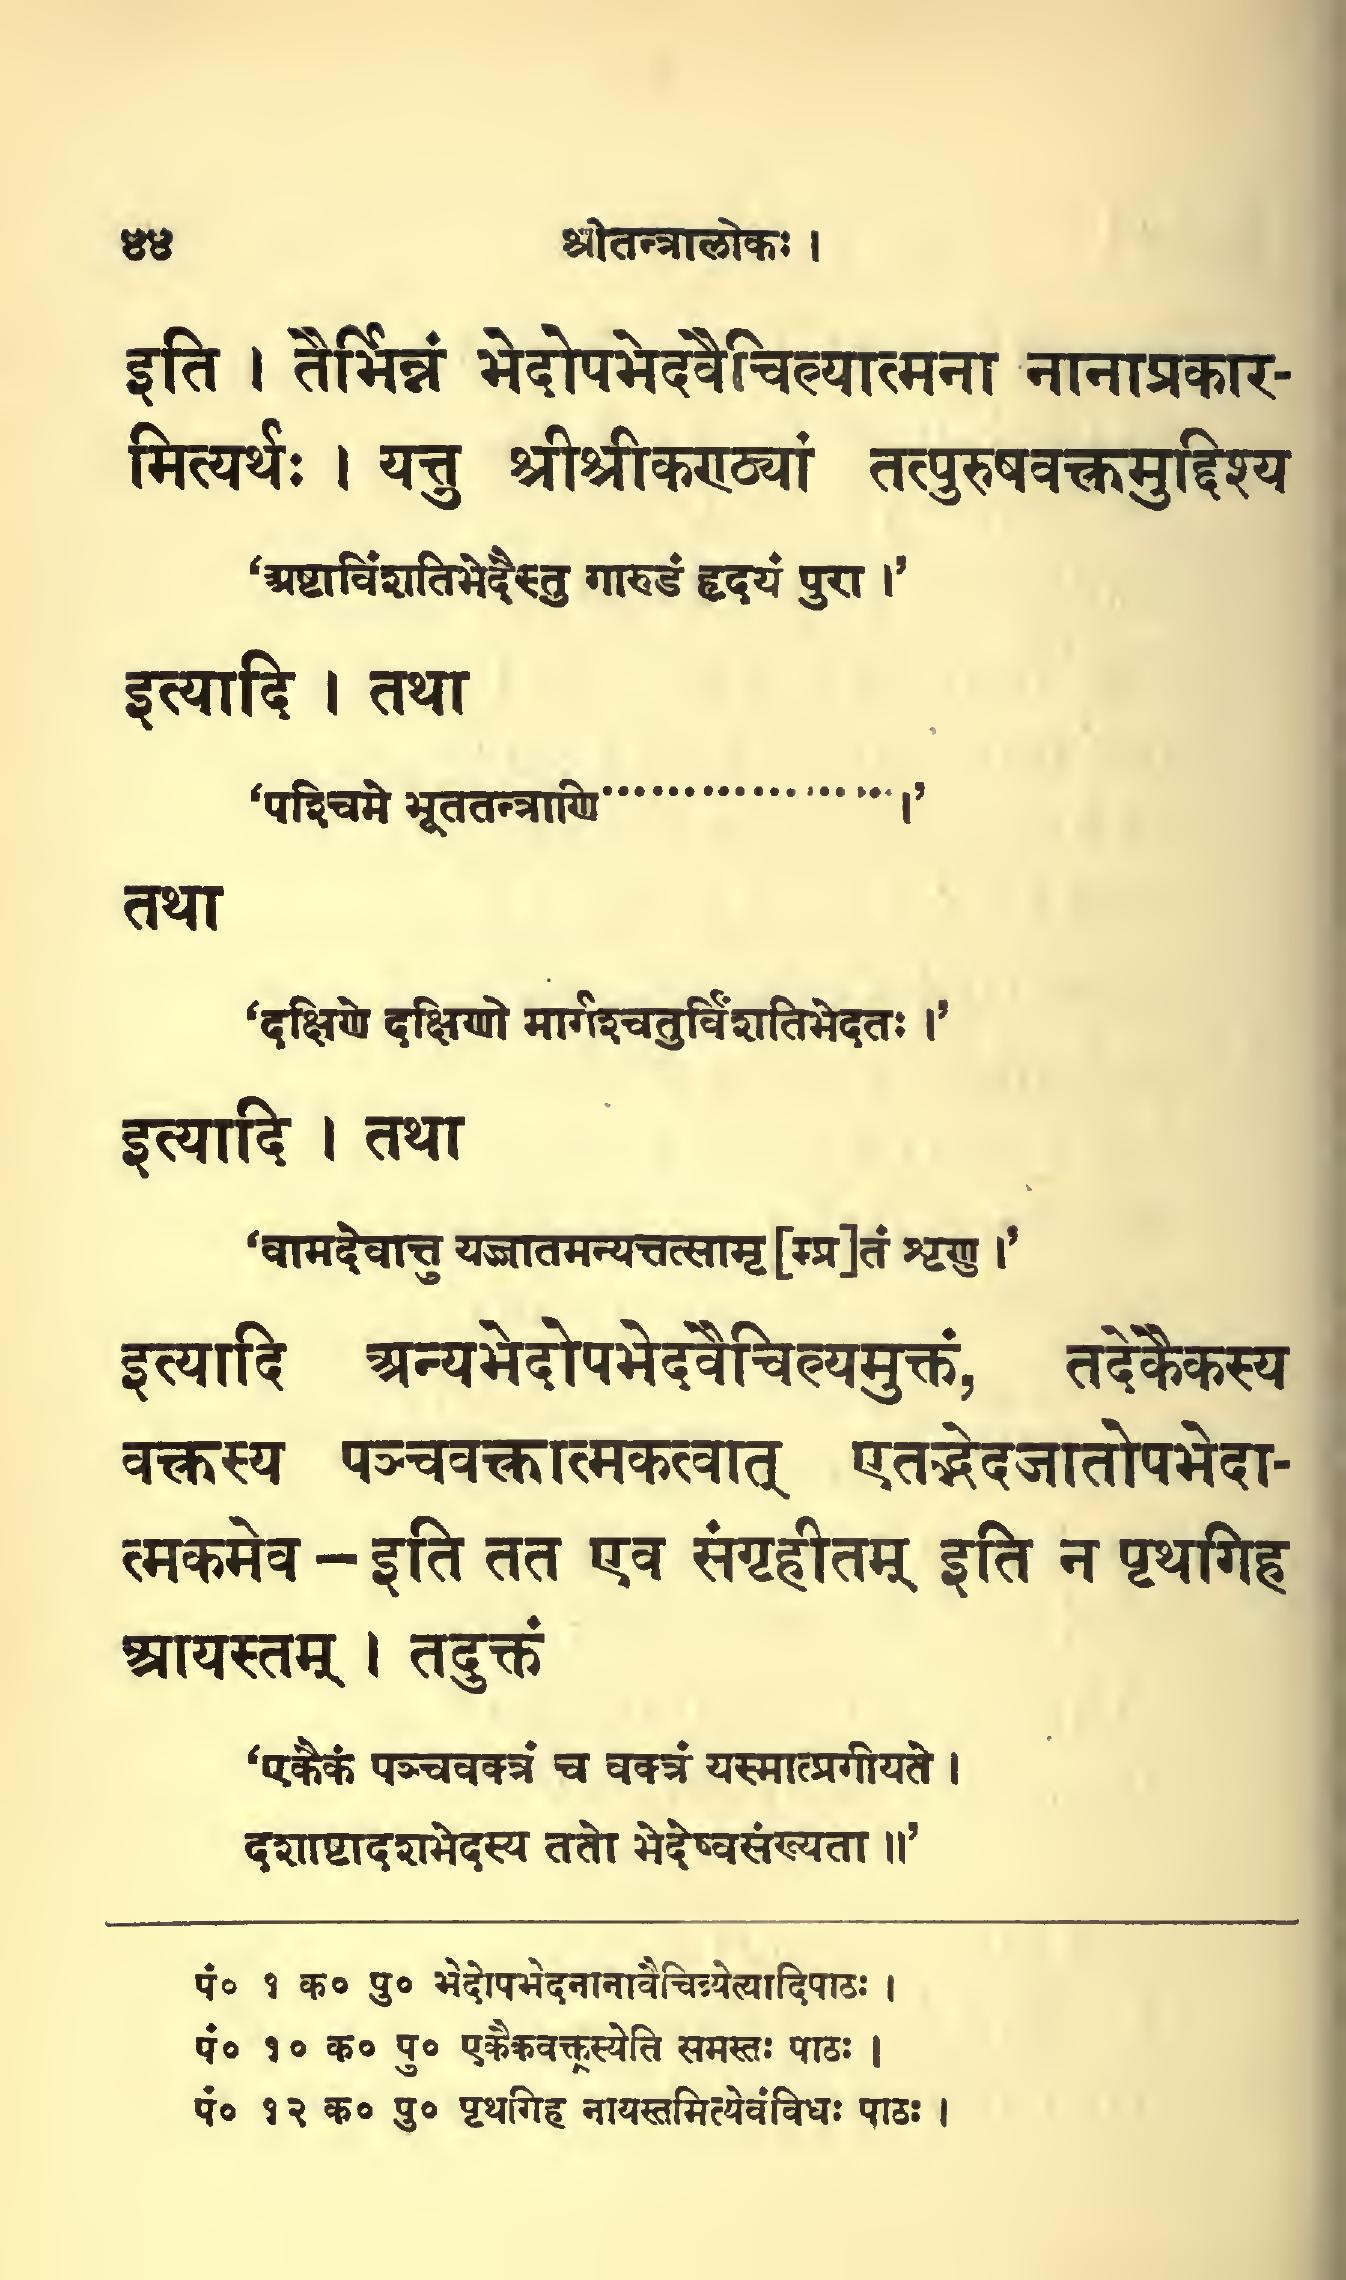 ४४ श्रीतन्त्रालोकः ।
इति । तैर्भिन्नं भेदोपभेदवैचित्र्यात्मना नानाप्रकार-
मित्यर्थः । यत्तु श्रीश्रीकण्ठ्यां तत्पुरुषवक्त्रमुद्दिश्य
‘अष्टाविंशतिभेदैस्तु गारुडं हृदयं पुरा ।’
इत्यादि । तथा
‘पश्चिमे भूततन्त्राणि..................।’
तथा
‘दक्षिणे दक्षिणो मार्गश्चतुर्विंशतिभेदतः ।’
इत्यादि । तथा
‘वामदेवात्तु यज्जातमन्यत्तत्सामृ[म्प्र]तं शृणु ।’
इत्यादि अन्यभेदोपभेदवैचित्र्यमुक्तं, तदेकैकस्य
वक्त्रस्य पञ्चवक्त्रात्मकत्वात् एतद्भेदजातोपभेदा-
त्मकमेव – इति तत एव संगृहीतम् इति न पृथगिह
आयस्तम् । तदुक्तं
‘एकैकं पञ्चवक्त्रं च वक्त्रं यस्मात्प्रगीयते ।
दशाष्टादशभेदस्य ततो भेदेष्वसंख्यता ॥’
पं० १ क० पु० भेदोपभेदनानावैचित्र्येत्यादिपाठः ।
पं० १० क० पु० एकैकवक्त्रस्येति समस्तः पाठः ।
पं० १२ क० पु० पृथगिह नायस्तमित्येवंविधः पाठः ।